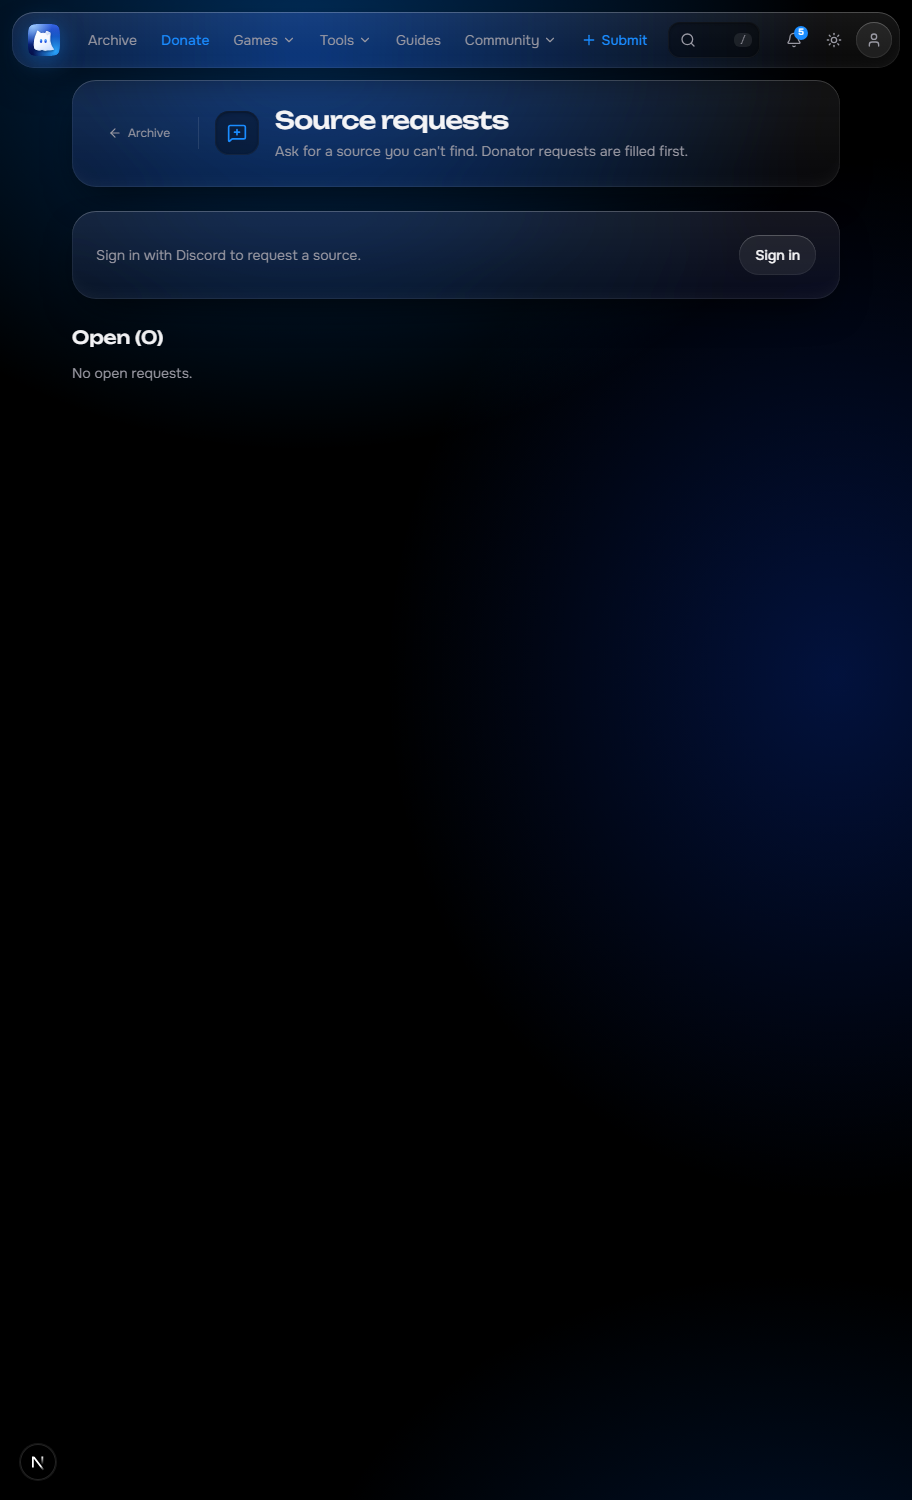 Archive Donate Games Tools Guides Community Submit / 5
Archive
Source requests
Ask for a source you can't find. Donator requests are filled first.
Sign in with Discord to request a source.
Sign in
Open (0)
No open requests.
N